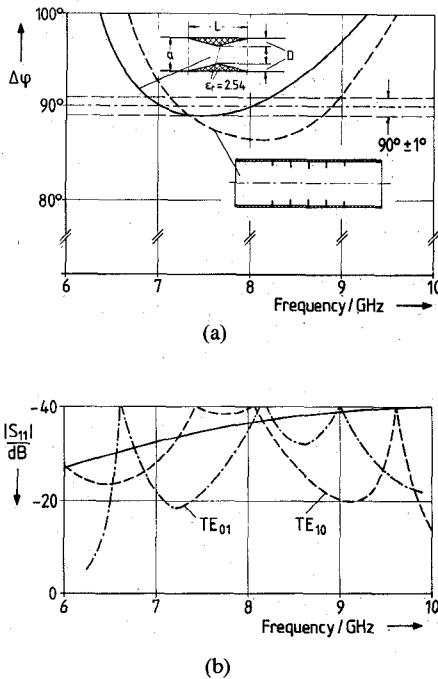 100°
Δφ
90°
80°
L
a
D
εr = 2.54
90° ± 1°
6 7 8 9 10
Frequency / GHz
(a)
-40
|S11|
dB
-20
0
TE01
TE10
6 7 8 9 10
Frequency / GHz
(b)